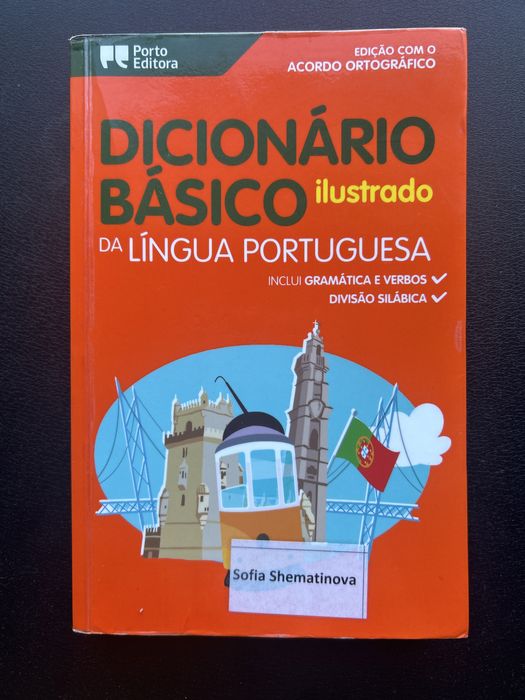 Porto
Editora
EDIÇÃO COM O
ACORDO ORTOGRÁFICO
DICIONÁRIO
BÁSICO ilustrado
DA LÍNGUA PORTUGUESA
INCLUI GRAMÁTICA E VERBOS
DIVISÃO SILÁBICA
Sofia Shematinova